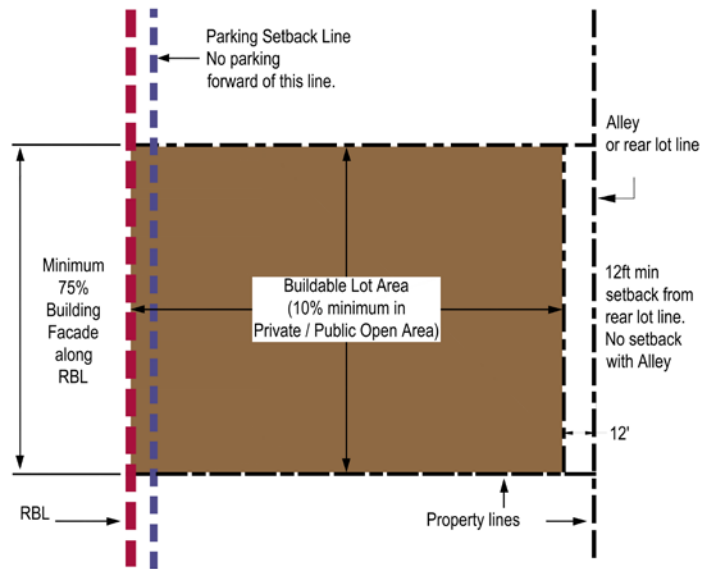 Parking Setback Line
No parking
forward of this line.
Alley
or rear lot line
Minimum
75%
Building
Facade
along
RBL
Buildable Lot Area
(10% minimum in
Private / Public Open Area)
12ft min
setback from
rear lot line.
No setback
with Alley
12'
RBL
Property lines